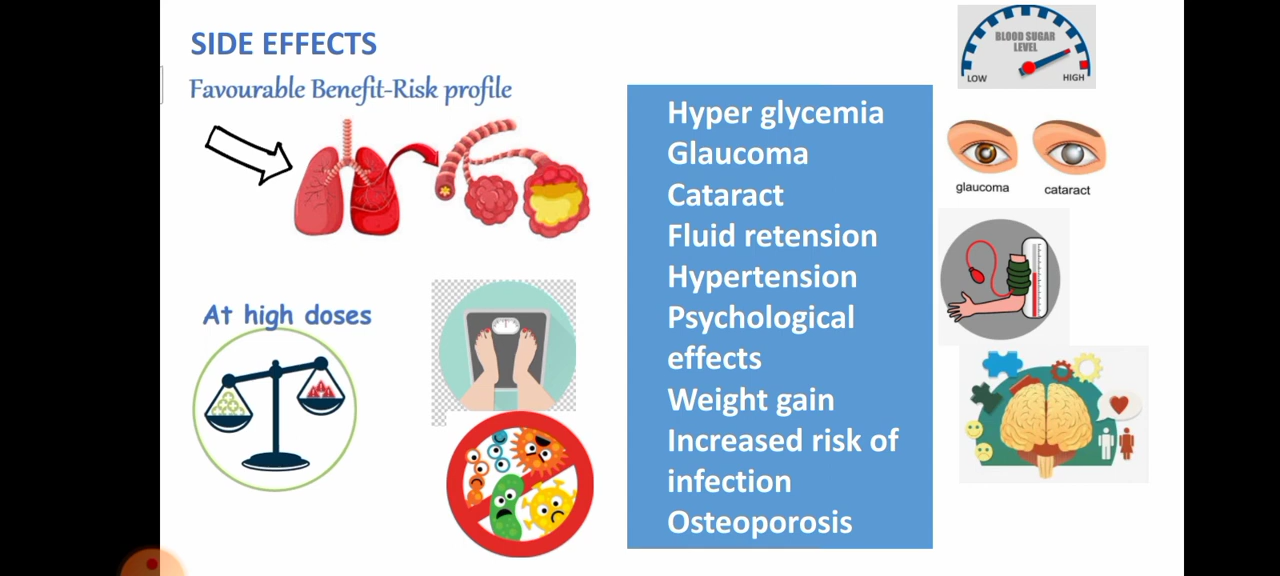 SIDE EFFECTS
Favourable Benefit-Risk profile
At high doses
Hyper glycemia
Glaucoma
Cataract
Fluid retension
Hypertension
Psychological
effects
Weight gain
Increased risk of
infection
Osteoporosis
BLOOD SUGAR
LEVEL
LOW HIGH
glaucoma cataract